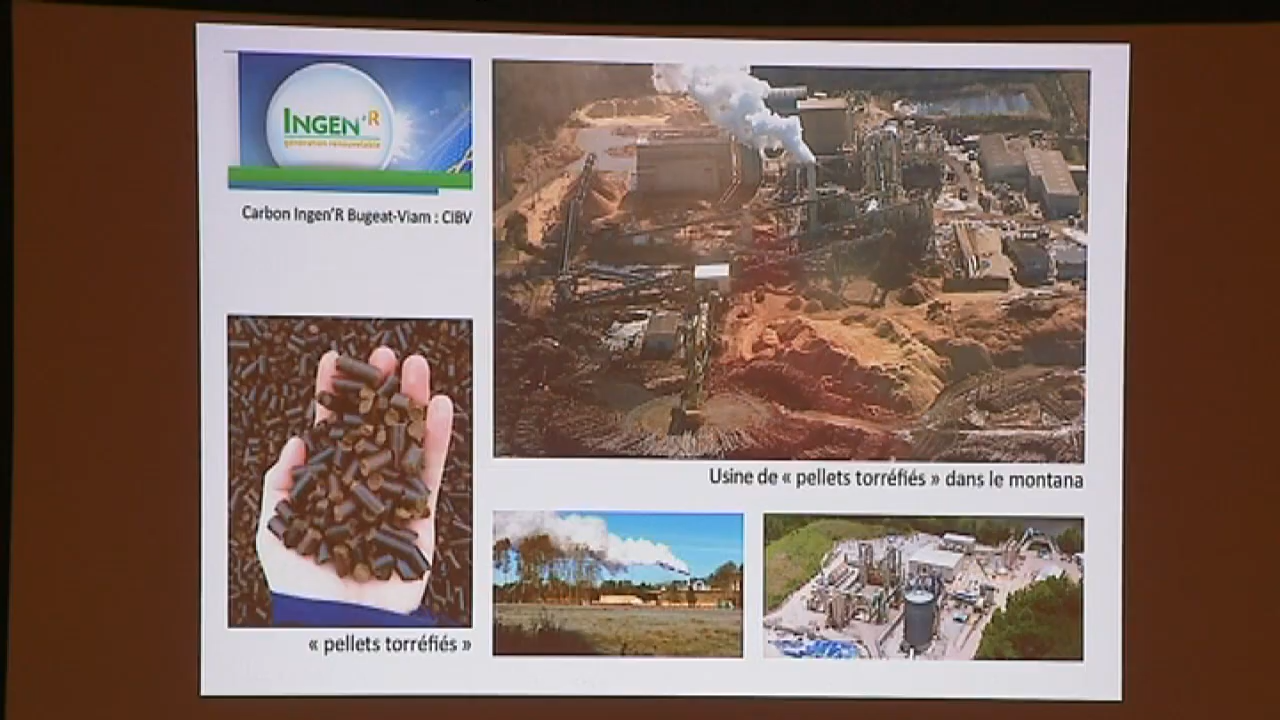 INGEN'R
génération renouvelable
Carbon Ingen'R Bugeat-Viam : CIBV
Usine de « pellets torréfiés » dans le montana
« pellets torréfiés »